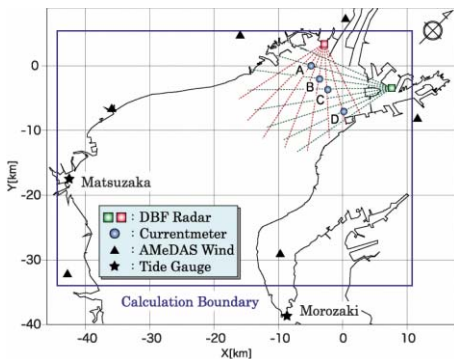 0
-10
-20
-30
-40
Y[km]
A
B
C
D
Matsuzaka
: DBF Radar
: Currentmeter
: AMeDAS Wind
: Tide Gauge
Calculation Boundary
Morozaki
-50 -40 -30 -20 -10 0 10
X[km]